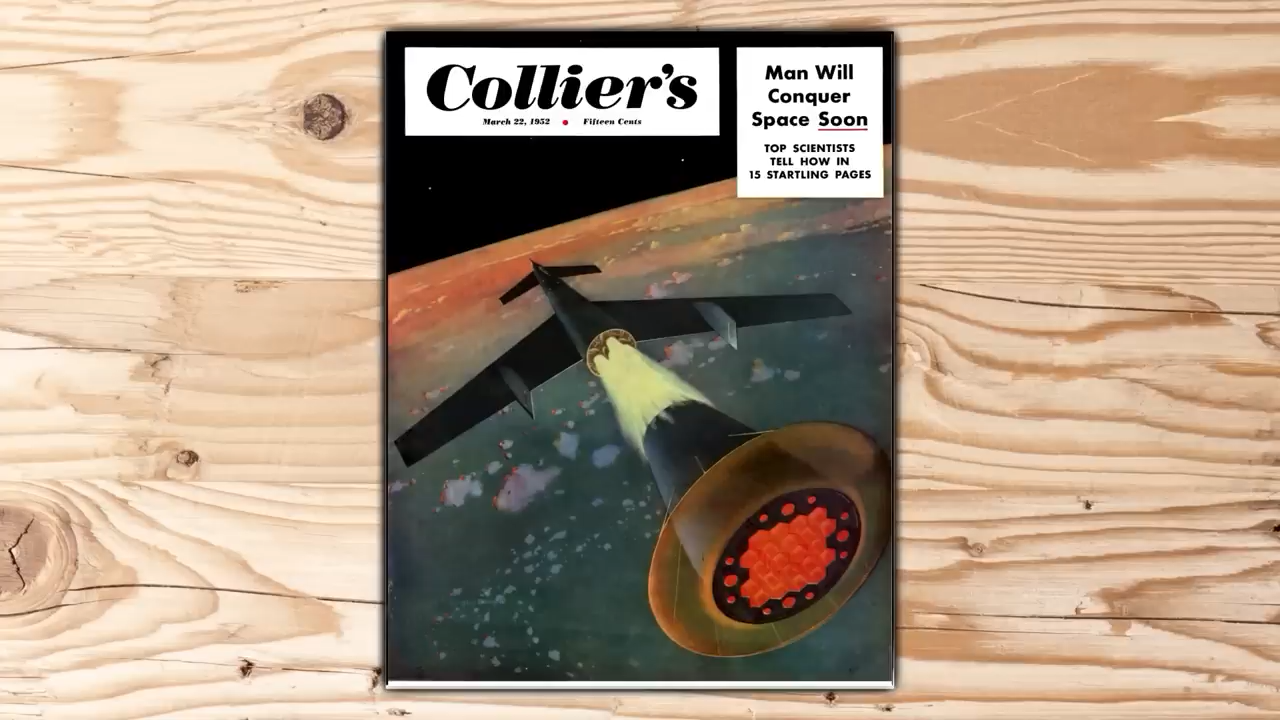 Collier's
March 22, 1952 • Fifteen Cents
Man Will
Conquer
Space Soon
TOP SCIENTISTS
TELL HOW IN
15 STARTLING PAGES